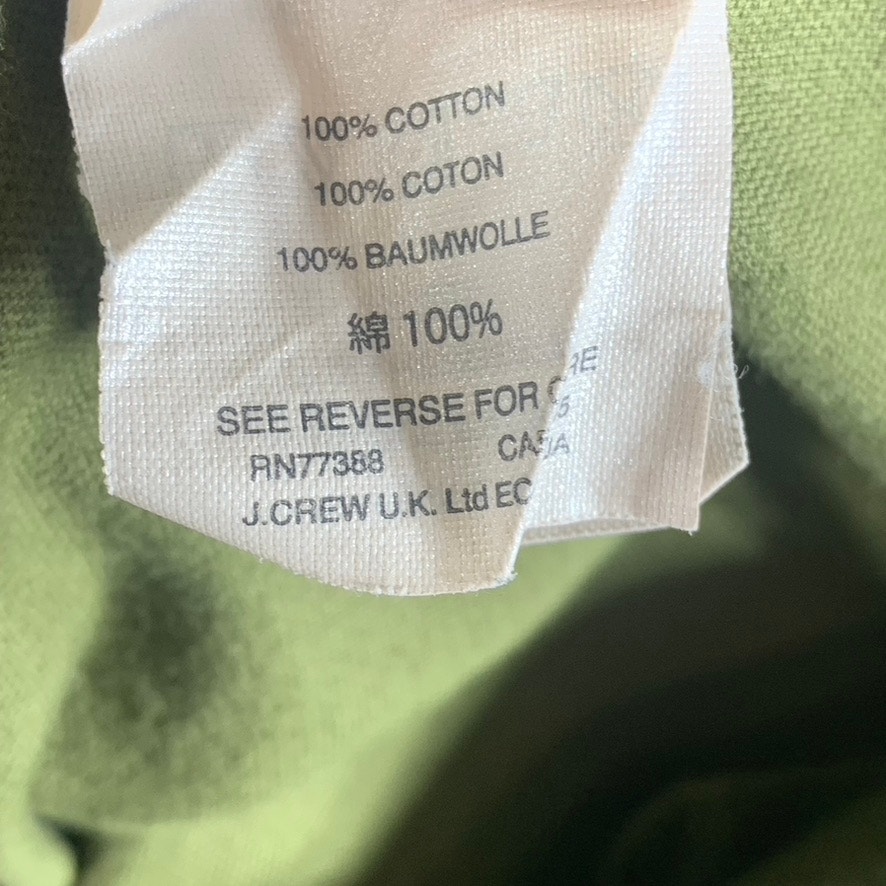 100% COTTON
100% COTON
100% BAUMWOLLE
綿 100%
SEE REVERSE FOR
RN77388
J.CREW U.K. Ltd